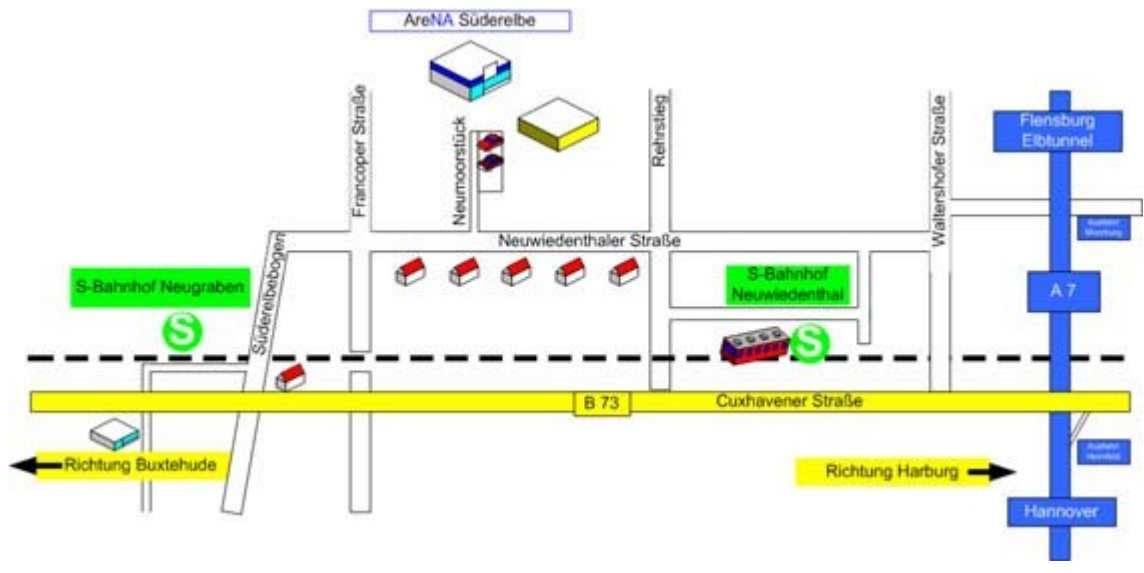 AreNA Süderelbe
Francoper Straße
Neumoorstück
Rehrstieg
Waltershofer Straße
Flensburg
Elbtunnel
Neuwiedenthaler Straße
Süderelbebogen
S-Bahnhof Neugraben
S
S-Bahnhof
Neuwiedenthal
S
A 7
B 73
Cuxhavener Straße
Richtung Buxtehude
Richtung Harburg
Hannover